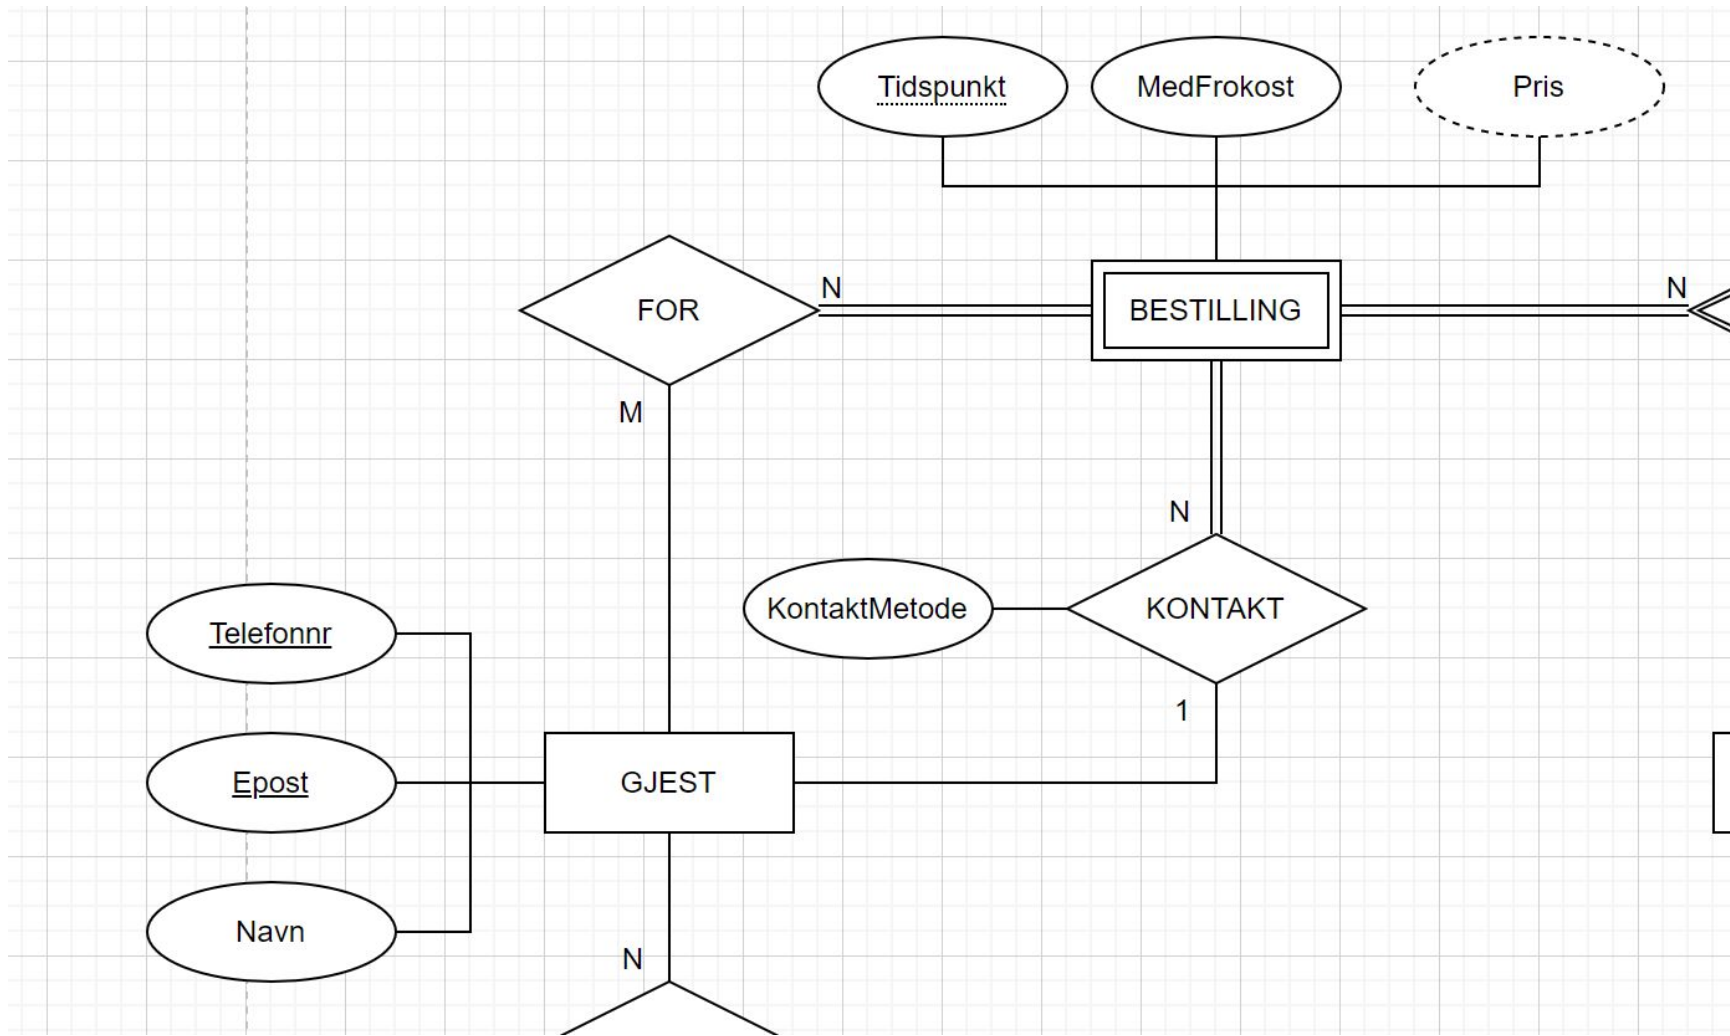 Tidspunkt
MedFrokost
Pris
FOR
N
BESTILLING
N
M
N
KontaktMetode
KONTAKT
Telefonnr
1
Epost
GJEST
Navn
N